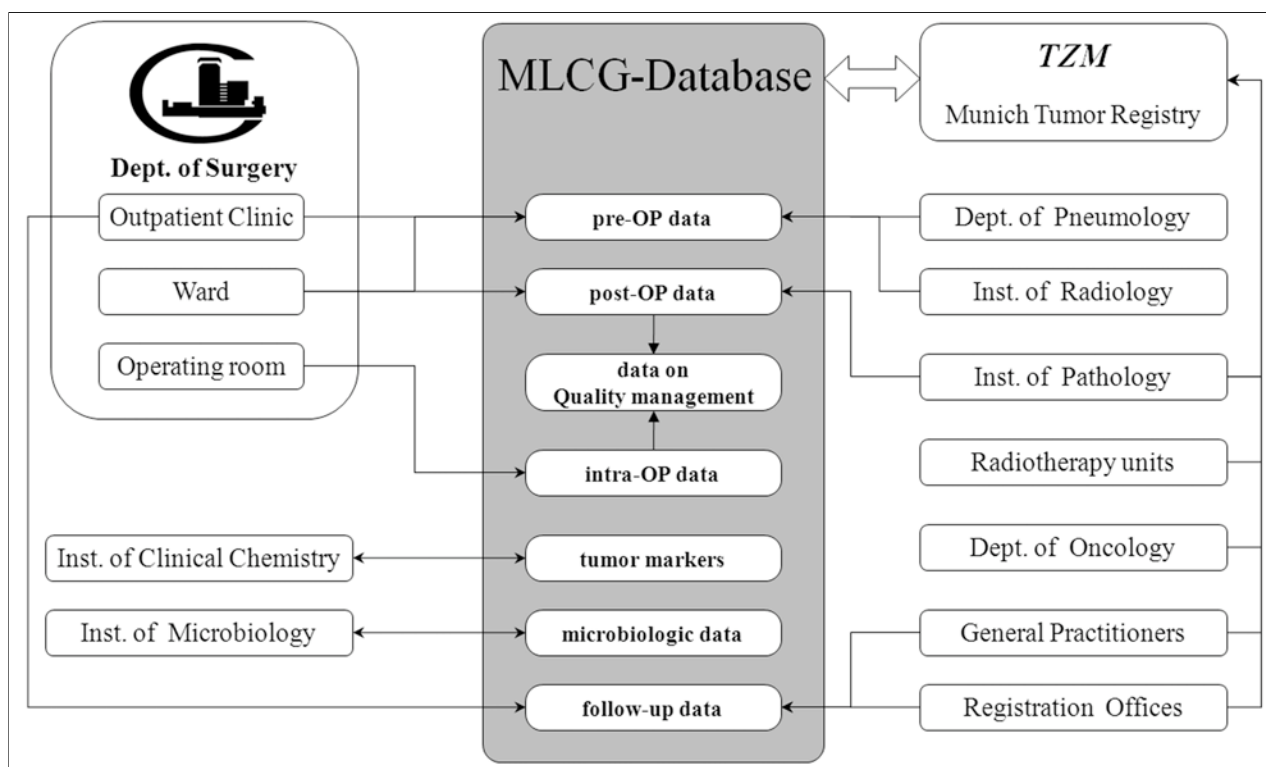 Dept. of Surgery
Outpatient Clinic
Ward
Operating room
Inst. of Clinical Chemistry
Inst. of Microbiology
MLCG-Database
pre-OP data
post-OP data
data on
Quality management
intra-OP data
tumor markers
microbiologic data
follow-up data
TZM
Munich Tumor Registry
Dept. of Pneumology
Inst. of Radiology
Inst. of Pathology
Radiotherapy units
Dept. of Oncology
General Practitioners
Registration Offices